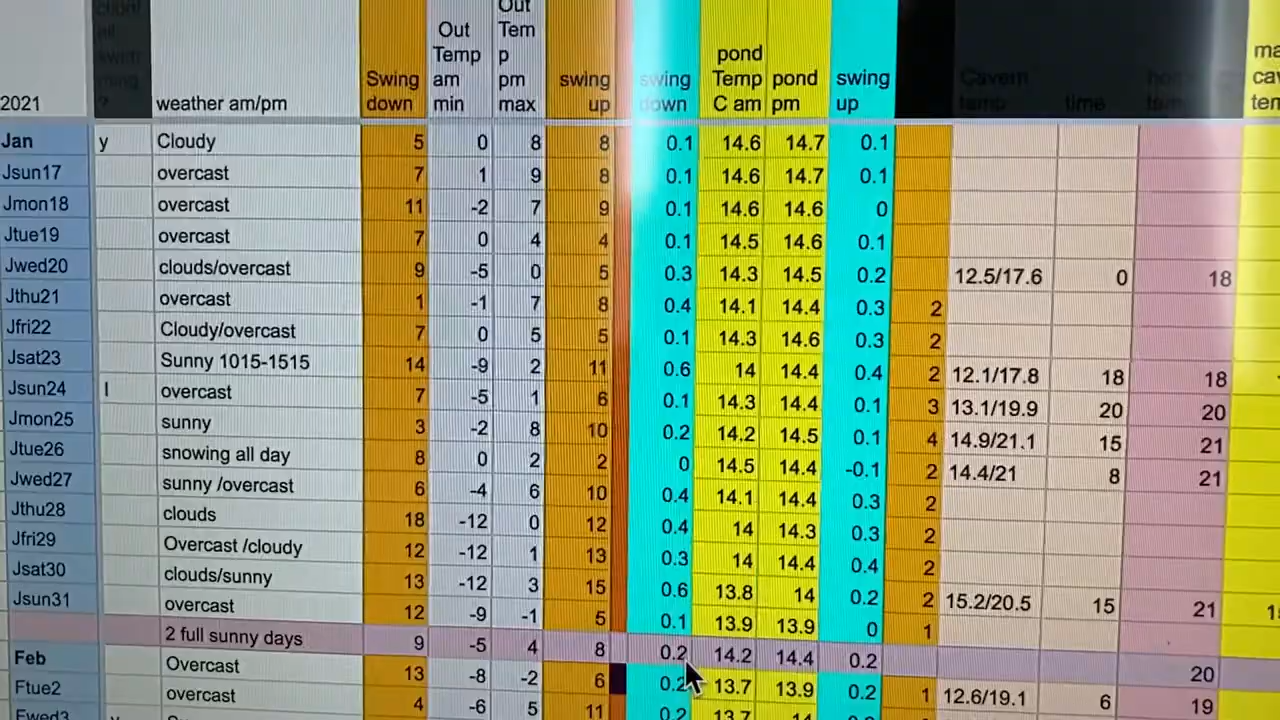 2021 weather am/pm Swing down Out Temp am min Out Temp pm max swing up swing down pond Temp C am pond pm swing up Cavern temp time
Jan y Cloudy 5 0 8 8 0.1 14.6 14.7 0.1
Jsun17 overcast 7 1 9 8 0.1 14.6 14.7 0.1
Jmon18 overcast 11 -2 7 9 0.1 14.6 14.6 0
Jtue19 overcast 7 0 4 4 0.1 14.5 14.6 0.1
Jwed20 clouds/overcast 9 -5 0 5 0.3 14.3 14.5 0.2 12.5/17.6 0 18
Jthu21 overcast 1 -1 7 8 0.4 14.1 14.4 0.3 2
Jfri22 Cloudy/overcast 7 0 5 5 0.1 14.3 14.6 0.3 2
Jsat23 Sunny 1015-1515 14 -9 2 11 0.6 14 14.4 0.4 2 12.1/17.8 18 18
Jsun24 l overcast 7 -5 1 6 0.1 14.3 14.4 0.1 3 13.1/19.9 20 20
Jmon25 sunny 3 -2 8 10 0.2 14.2 14.5 0.1 4 14.9/21.1 15 21
Jtue26 snowing all day 8 0 2 2 0 14.5 14.4 -0.1 2 14.4/21 8 21
Jwed27 sunny /overcast 6 -4 6 10 0.4 14.1 14.4 0.3 2
Jthu28 clouds 18 -12 0 12 0.4 14 14.3 0.3 2
Jfri29 Overcast /cloudy 12 -12 1 13 0.3 14 14.4 0.4 2
Jsat30 clouds/sunny 13 -12 3 15 0.6 13.8 14 0.2 2 15.2/20.5 15 21
Jsun31 overcast 12 -9 -1 5 0.1 13.9 13.9 0 1
2 full sunny days 9 -5 4 8 0.2 14.2 14.4 0.2 20
Feb Overcast 13 -8 -2 6 0.2 13.7 13.9 0.2 1 12.6/19.1 6 19
Ftue2 overcast 4 -6 5 11 0.2 13.7 14
Fwed3